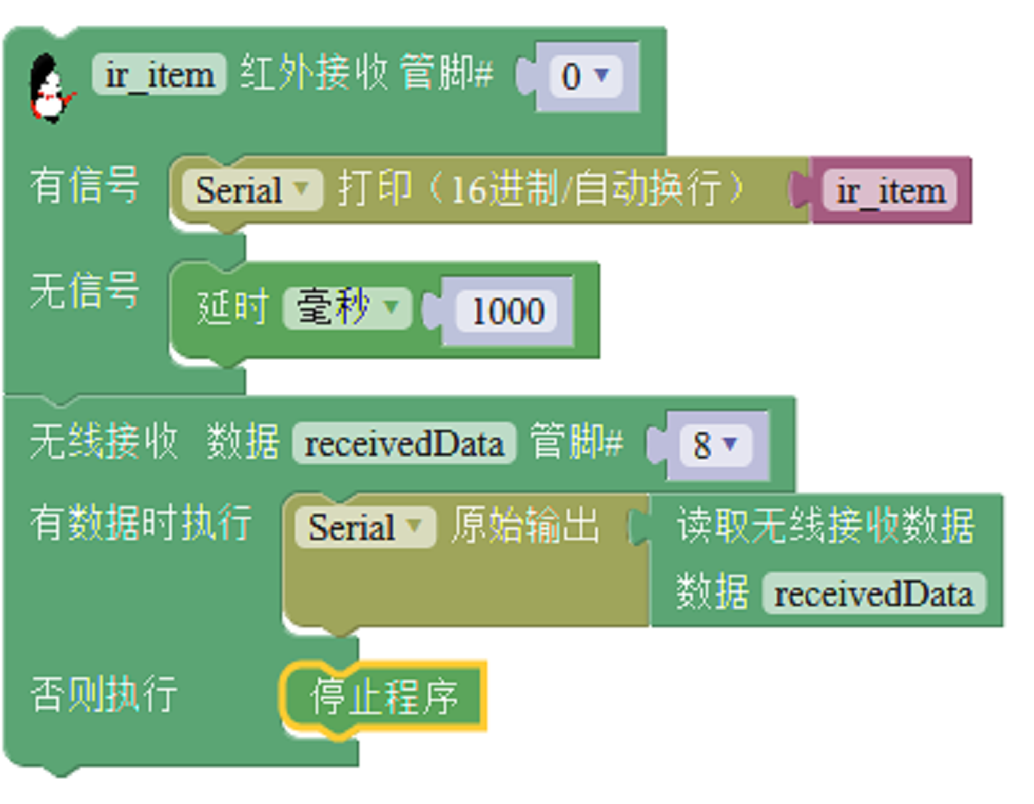 ir_item 红外接收 管脚# 0
有信号 Serial 打印（16进制/自动换行） ir_item
无信号 延时 毫秒 1000
无线接收 数据 receivedData 管脚# 8
有数据时执行 Serial 原始输出 读取无线接收数据
数据 receivedData
否则执行 停止程序